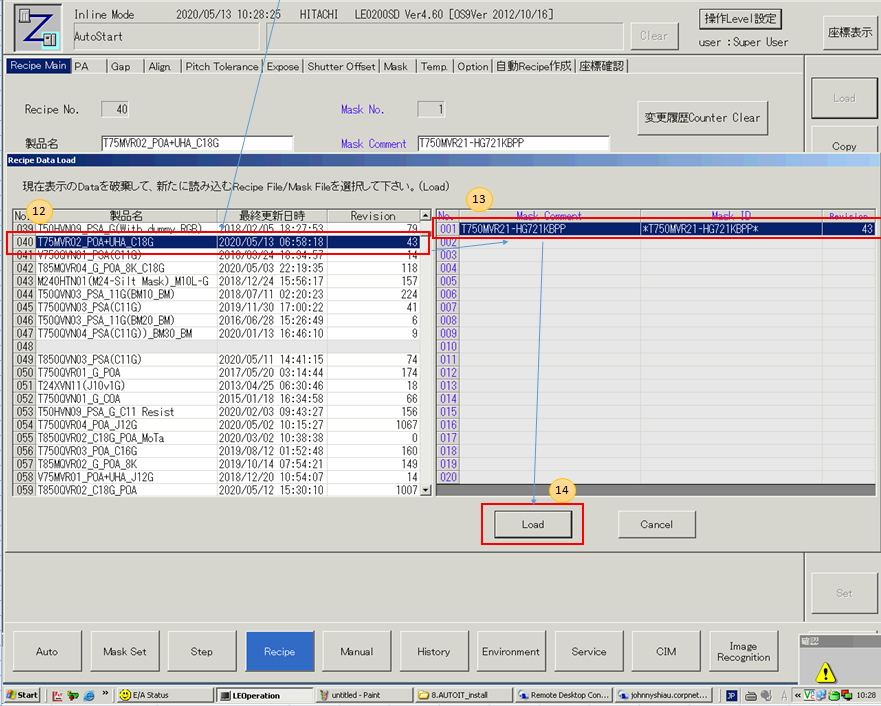 Inline Mode 2020/05/13 10:28:25 HITACHI LE0200SD Ver4.60 [OS9Ver 2012/10/16] 操作Level設定 座標表示
AutoStart Clear user : Super User
Recipe Main PA Gap Align Pitch Tolerance Expose Shutter Offset Mask Temp. Option 自動Recipe作成 座標確認
Recipe No. 40 Mask No. 1 変更履歴Counter Clear Load
製品名 T75MVR02_POA+UHA_C18G Mask Comment T750MVR21-HG721KBPP Copy
Recipe Data Load
現在表示のDataを破棄して、新たに読み込むRecipe File/Mask Fileを選択して下さい。(Load)
12 13
No. 製品名 最終更新日時 Revision No. Mask Comment Mask ID Revision
039 T50HVN09_PSA_G(With dummy RGB) 2018/02/05 18:27:53 79 001 T750MVR21-HG721KBPP *T750MVR21-HG721KBPP* 43
040 T75MVR02_POA+UHA_C18G 2020/05/13 06:58:18 43 002
041 V750QVN01_PSA(C11G) 14 003
042 T85MQVR04_G_POA_8K_C18G 2020/05/03 22:19:35 118 004
043 M240HTN01(M24-Silt Mask)_M10L-G 2018/12/24 15:56:17 157 005
044 T50QVN03_PSA_11G(BM10_BM) 2018/07/11 02:20:23 224 006
045 T750QVN03_PSA(C11G) 2019/11/30 17:00:22 41 007
046 T50QVN03_PSA_11G(BM20_BM) 2016/06/28 15:26:49 6 008
047 T750QVN04_PSA(C11G))_BM30_BM 2020/01/13 16:46:10 9 009
048 010
049 T850QVN03_PSA(C11G) 2020/05/11 14:41:15 74 011
050 T750QVR01_G_POA 2017/05/20 03:14:44 174 012
051 T24XVN11(J10v1G) 2013/04/25 06:30:46 18 013
052 T750QVN01_G_COA 2015/01/18 16:34:58 66 014
053 T50HVN09_PSA_G_C11 Resist 2020/02/03 09:43:27 156 015
054 T750QVR04_POA_J12G 2020/05/02 10:15:27 1067 016
055 T850QVR02_C18G_POA_MoTa 2020/03/02 10:38:38 0 017
056 T750QVR03_POA_C16G 2019/08/12 01:52:48 160 018
057 T85MQVR02_G_POA_8K 2019/10/14 07:54:21 149 019
058 V75MVR01_POA+UHA_J12G 2018/12/20 10:54:07 14 020
059 T850QVR02_C18G_POA 2020/05/12 15:30:10 1007
14
Load Cancel
Set
Auto Mask Set Step Recipe Manual History Environment Service CIM Image Recognition
確認
Start E/A Status LEOperation untitled - Paint 8.AUTOIT_install Remote Desktop Con... johnnyshiau.corpnet... JP 10:28